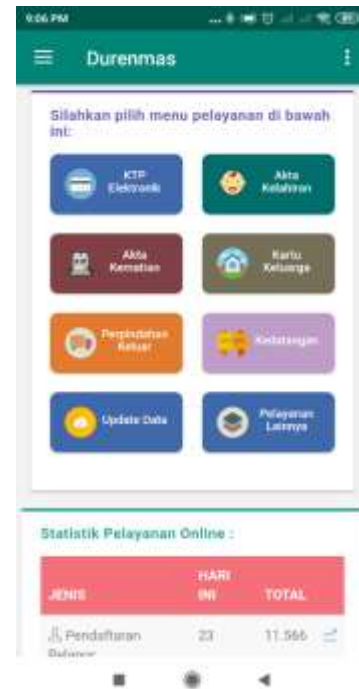 9:06 PM
Durenmas
Silahkan pilih menu pelayanan di bawah
ini:
KTP
Elektronik
Akta
Kelahiran
Akta
Kematian
Kartu
Keluarga
Perpindahan
Keluar
Kedatangan
Update Data
Pelayanan
Lainnya
Statistik Pelayanan Online :
JENIS
HARI
INI
TOTAL
Pendaftaran
23
11.566
Pelapor